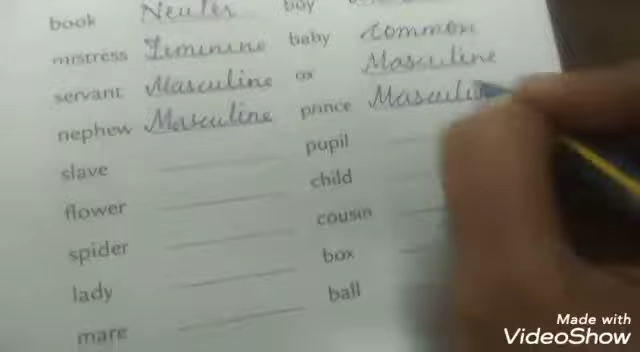 book Neuter boy
mistress Feminine baby common
servant Masculine ox Masculine
nephew Masculine prince Masculin
slave pupil
flower child
spider cousin
lady box
mare ball
Made with
VideoShow